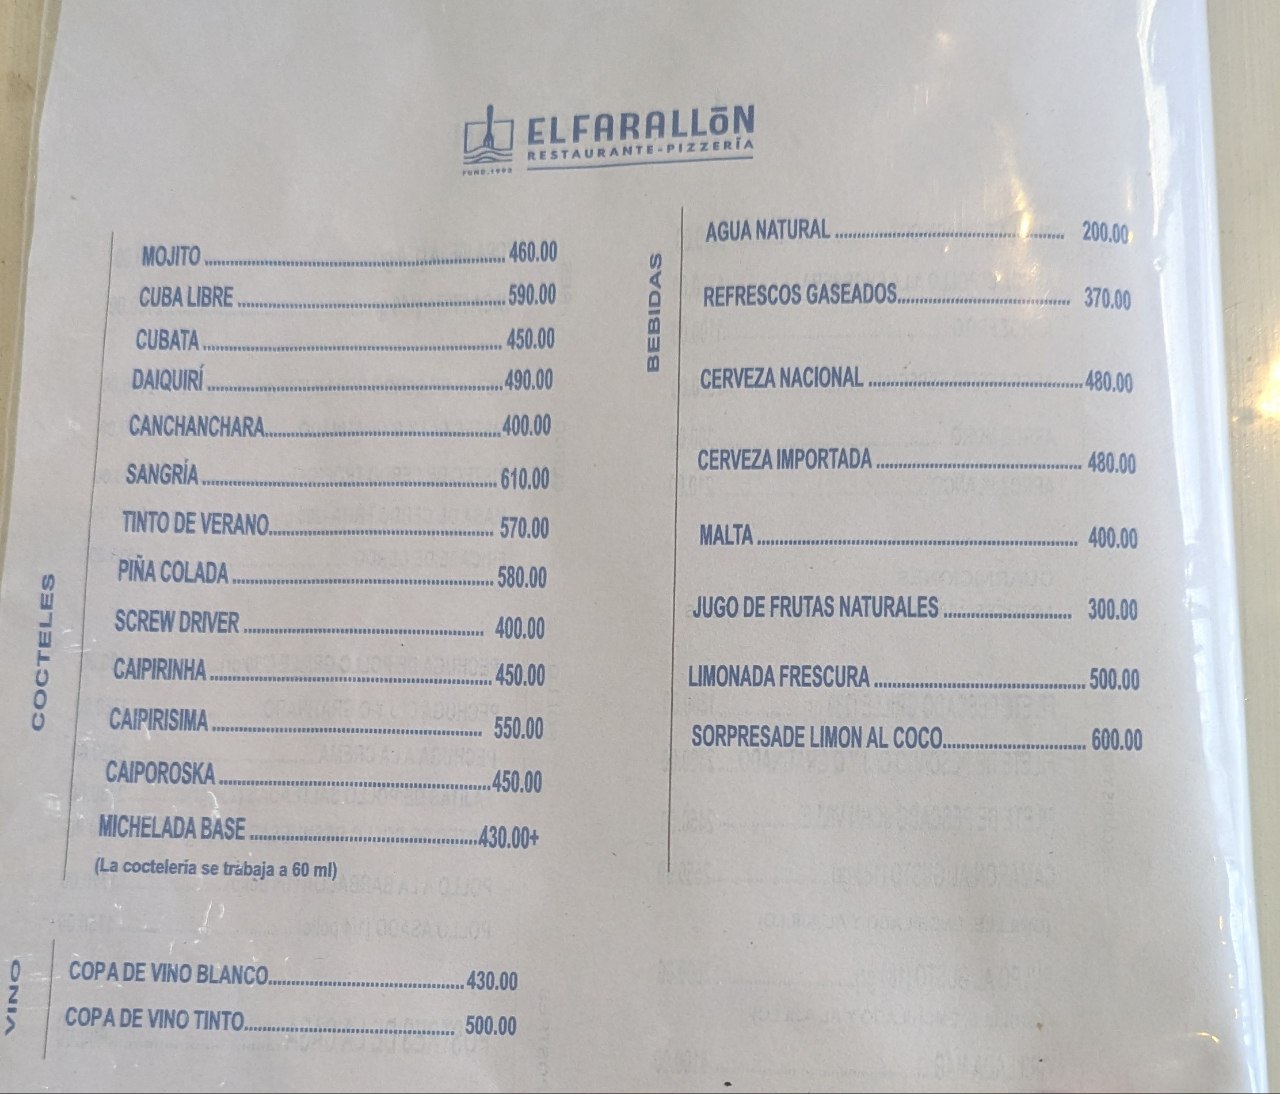 ELFARALLōN
RESTAURANTE-PIZZERÍA
FUND.1993
COCTELES
MOJITO 460.00
CUBA LIBRE 590.00
CUBATA 450.00
DAIQUIRÍ 490.00
CANCHANCHARA 400.00
SANGRÍA 610.00
TINTO DE VERANO 570.00
PIÑA COLADA 580.00
SCREW DRIVER 400.00
CAIPIRINHA 450.00
CAIPIRISIMA 550.00
CAIPOROSKA 450.00
MICHELADA BASE 430.00+
(La coctelería se trabaja a 60 ml)
VINO
COPA DE VINO BLANCO 430.00
COPA DE VINO TINTO 500.00
BEBIDAS
AGUA NATURAL 200.00
REFRESCOS GASEADOS 370.00
CERVEZA NACIONAL 480.00
CERVEZA IMPORTADA 480.00
MALTA 400.00
JUGO DE FRUTAS NATURALES 300.00
LIMONADA FRESCURA 500.00
SORPRESADE LIMON AL COCO 600.00